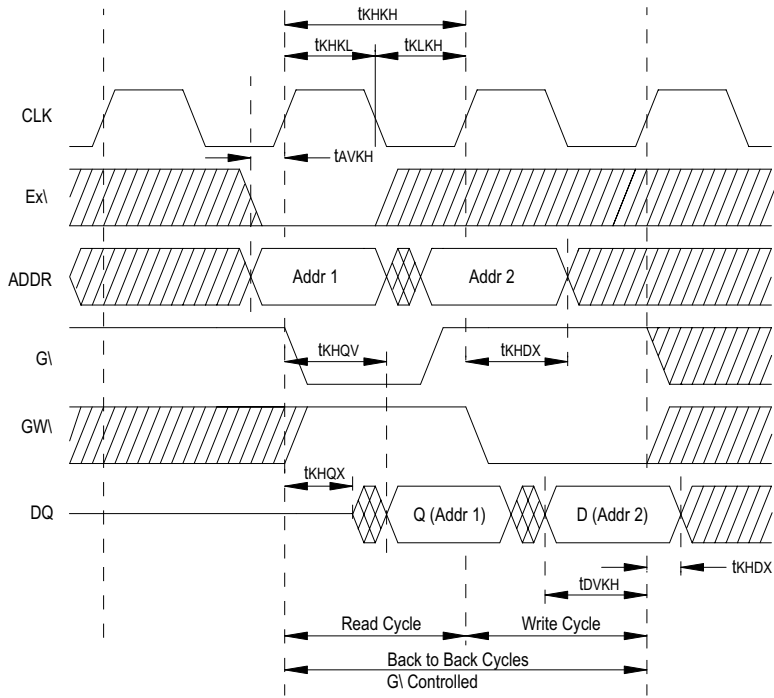 tKHKH
tKHKL
tKLKH
CLK
tAVKH
Ex\
ADDR
Addr 1
Addr 2
G\
tKHQV
tKHDX
GW\
tKHQX
DQ
Q (Addr 1)
D (Addr 2)
tKHDX
tDVKH
Read Cycle
Write Cycle
Back to Back Cycles
G\ Controlled